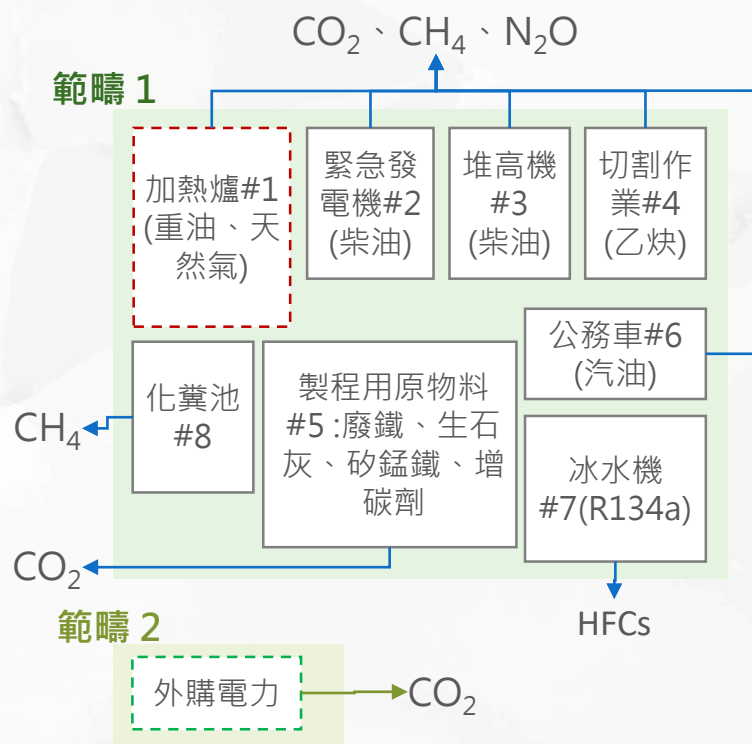 CO₂、CH₄、N₂O
範疇 1
加熱爐#1
(重油、天
然氣)
緊急發
電機#2
(柴油)
堆高機
#3
(柴油)
切割作
業#4
(乙炔)
公務車#6
(汽油)
化糞池
#8
CH₄
製程用原物料
#5 :廢鐵、生石
灰、矽錳鐵、增
碳劑
冰水機
#7(R134a)
CO₂
HFCs
範疇 2
外購電力
CO₂